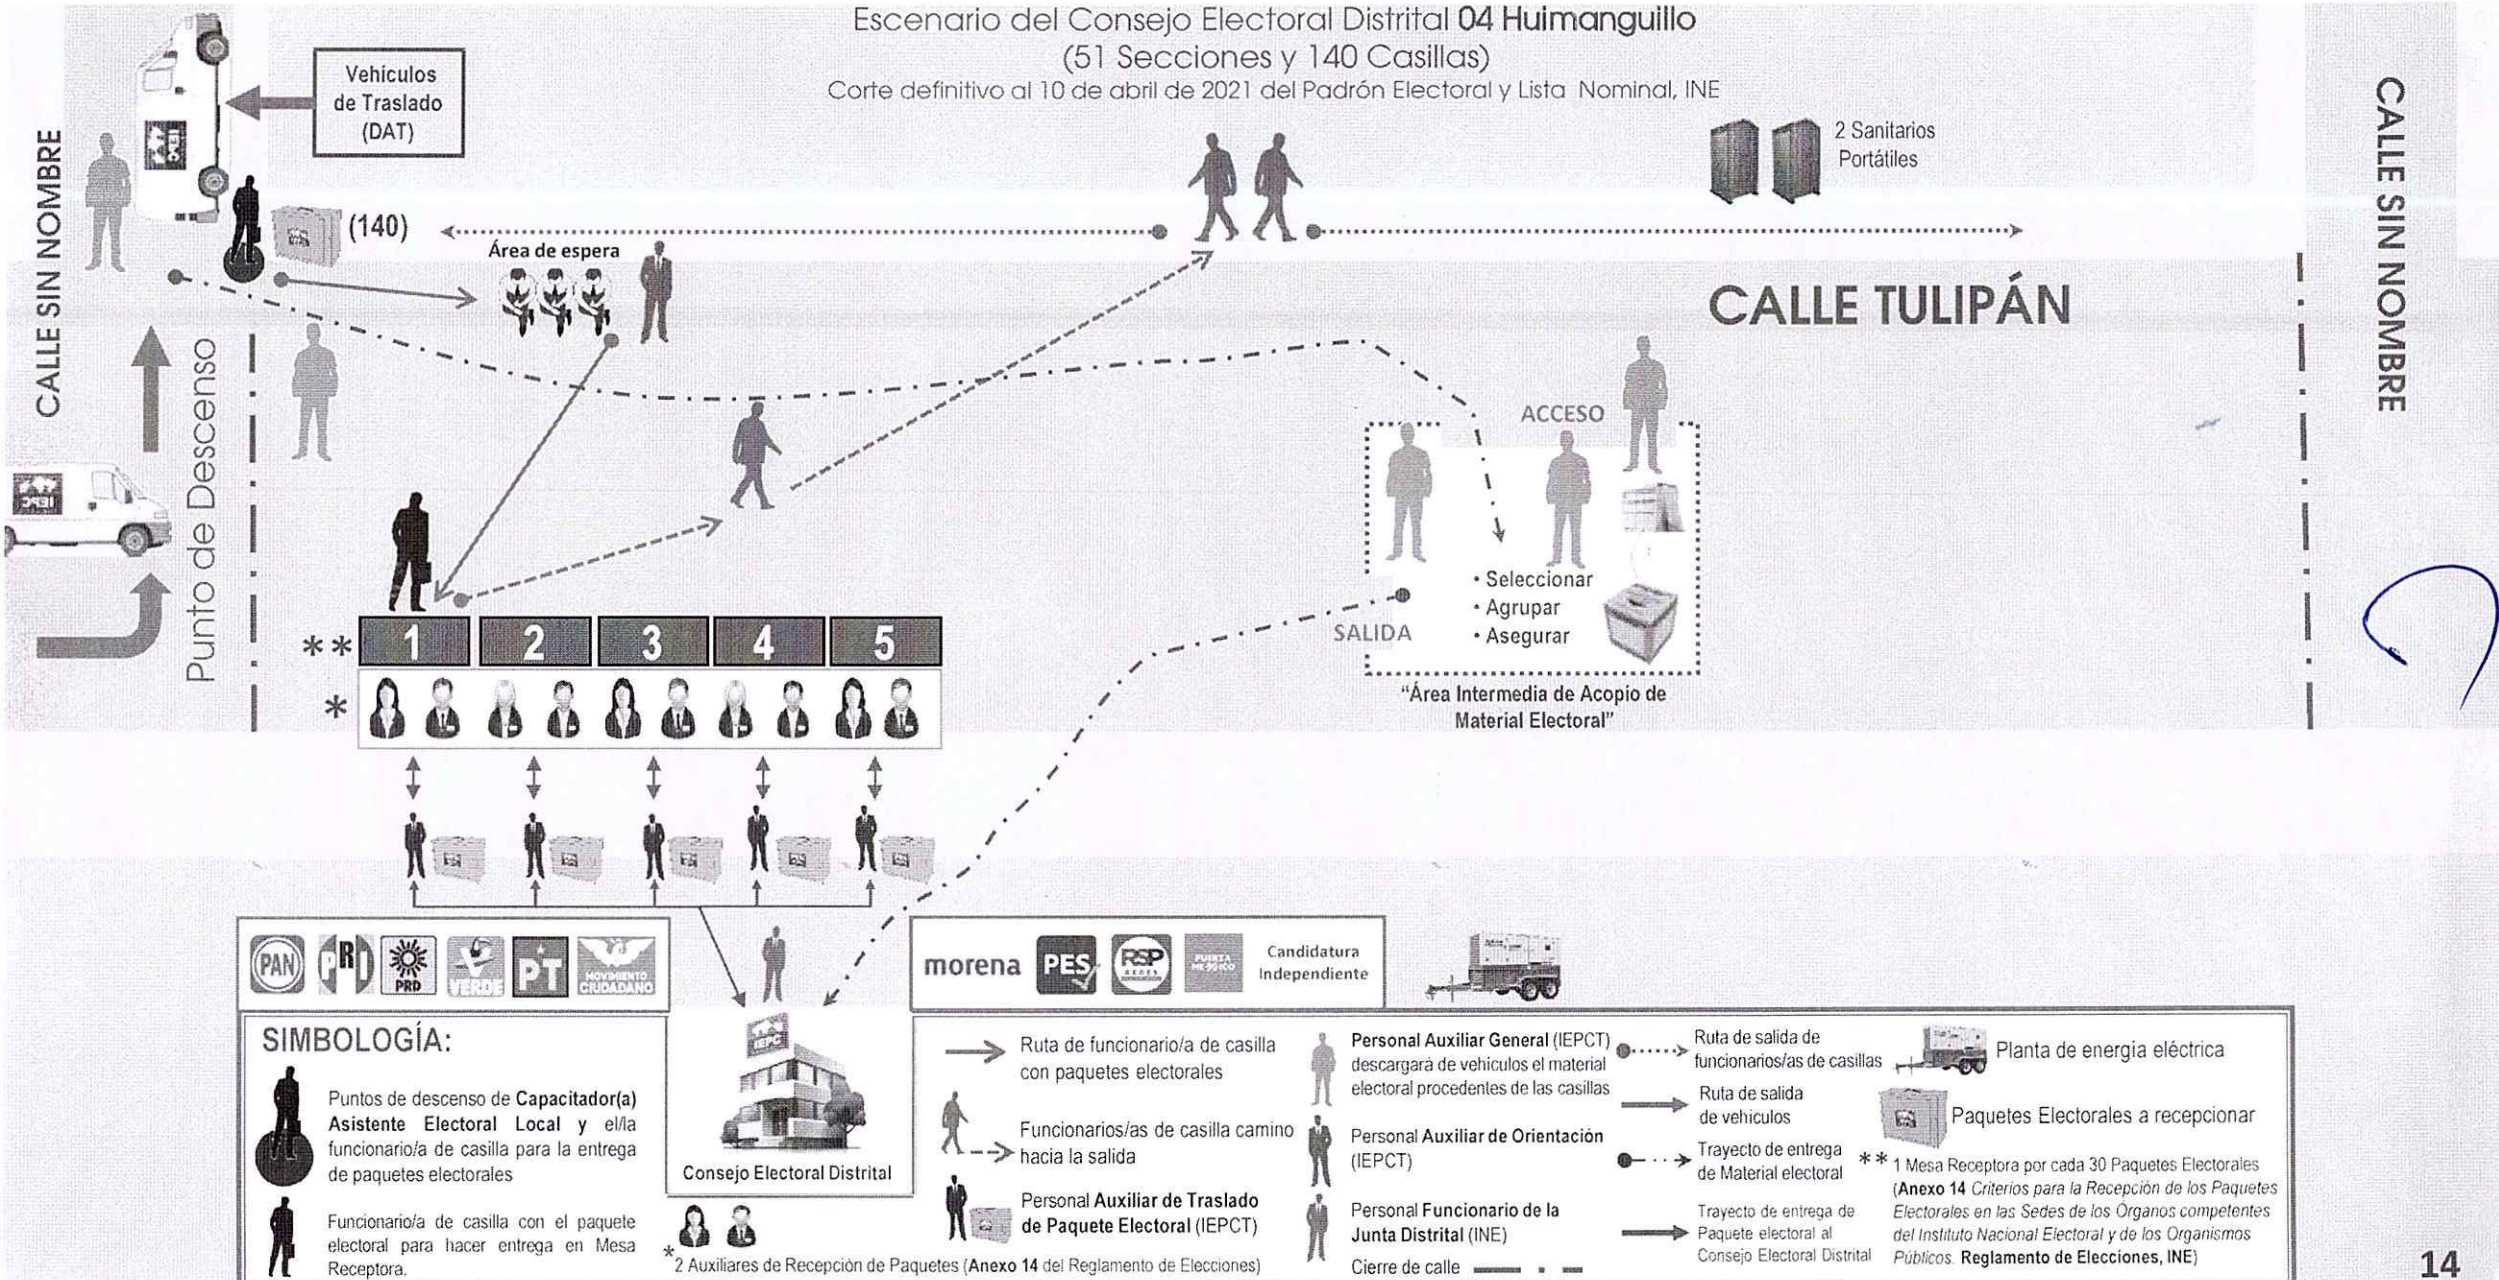 Escenario del Consejo Electoral Distrital 04 Huimanguillo
(51 Secciones y 140 Casillas)
Corte definitivo al 10 de abril de 2021 del Padrón Electoral y Lista Nominal, INE
Vehículos
de Traslado
(DAT)
CALLE SIN NOMBRE
2 Sanitarios
Portátiles
CALLE SIN NOMBRE
(140)
Área de espera
CALLE TULIPÁN
Punto de Descenso
IEPC
ACCESO
• Seleccionar
• Agrupar
• Asegurar
SALIDA
"Área Intermedia de Acopio de
Material Electoral"
** 1 2 3 4 5
*
PAN PRI PRD VERDE PT MOVIMIENTO CIUDADANO
morena PES RSP
Candidatura
Independiente
SIMBOLOGÍA:
Puntos de descenso de Capacitador(a)
Asistente Electoral Local y el/la
funcionario/a de casilla para la entrega
de paquetes electorales
Funcionario/a de casilla con el paquete
electoral para hacer entrega en Mesa
Receptora.
IEPC
Consejo Electoral Distrital
*2 Auxiliares de Recepción de Paquetes (Anexo 14 del Reglamento de Elecciones)
Ruta de funcionario/a de casilla
con paquetes electorales
Funcionarios/as de casilla camino
hacia la salida
Personal Auxiliar de Traslado
de Paquete Electoral (IEPCT)
Personal Auxiliar General (IEPCT)
descargará de vehículos el material
electoral procedentes de las casillas
Personal Auxiliar de Orientación
(IEPCT)
Personal Funcionario de la
Junta Distrital (INE)
Cierre de calle
Ruta de salida de
funcionarios/as de casillas
Ruta de salida
de vehículos
Trayecto de entrega
de Material electoral
Trayecto de entrega de
Paquete electoral al
Consejo Electoral Distrital
Planta de energía eléctrica
Paquetes Electorales a recepcionar
** 1 Mesa Receptora por cada 30 Paquetes Electorales
(Anexo 14 Criterios para la Recepción de los Paquetes
Electorales en las Sedes de los Órganos competentes
del Instituto Nacional Electoral y de los Organismos
Públicos. Reglamento de Elecciones, INE)
14